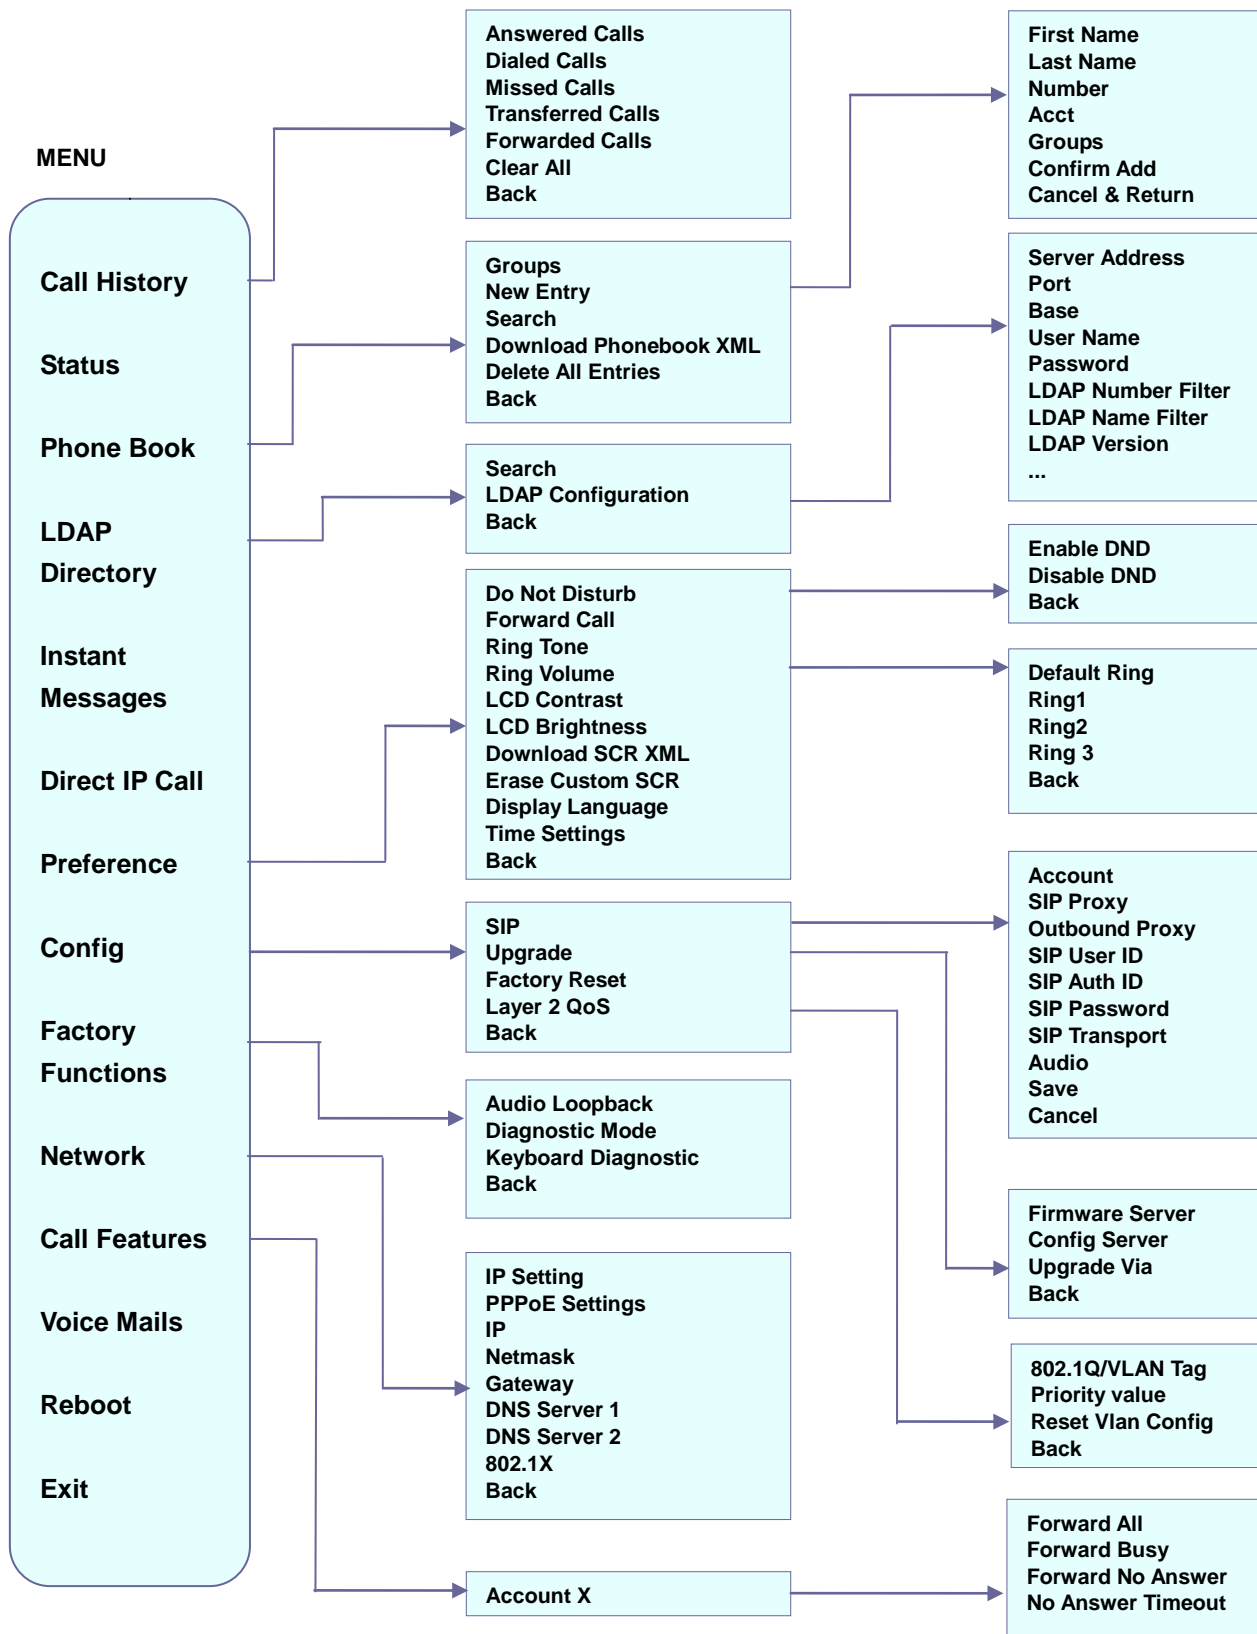 MENU
Call History
Status
Phone Book
LDAP
Directory
Instant
Messages
Direct IP Call
Preference
Config
Factory
Functions
Network
Call Features
Voice Mails
Reboot
Exit
Answered Calls
Dialed Calls
Missed Calls
Transferred Calls
Forwarded Calls
Clear All
Back
Groups
New Entry
Search
Download Phonebook XML
Delete All Entries
Back
Search
LDAP Configuration
Back
Do Not Disturb
Forward Call
Ring Tone
Ring Volume
LCD Contrast
LCD Brightness
Download SCR XML
Erase Custom SCR
Display Language
Time Settings
Back
SIP
Upgrade
Factory Reset
Layer 2 QoS
Back
Audio Loopback
Diagnostic Mode
Keyboard Diagnostic
Back
IP Setting
PPPoE Settings
IP
Netmask
Gateway
DNS Server 1
DNS Server 2
802.1X
Back
Account X
First Name
Last Name
Number
Acct
Groups
Confirm Add
Cancel & Return
Server Address
Port
Base
User Name
Password
LDAP Number Filter
LDAP Name Filter
LDAP Version
...
Enable DND
Disable DND
Back
Default Ring
Ring1
Ring2
Ring 3
Back
Account
SIP Proxy
Outbound Proxy
SIP User ID
SIP Auth ID
SIP Password
SIP Transport
Audio
Save
Cancel
Firmware Server
Config Server
Upgrade Via
Back
802.1Q/VLAN Tag
Priority value
Reset Vlan Config
Back
Forward All
Forward Busy
Forward No Answer
No Answer Timeout